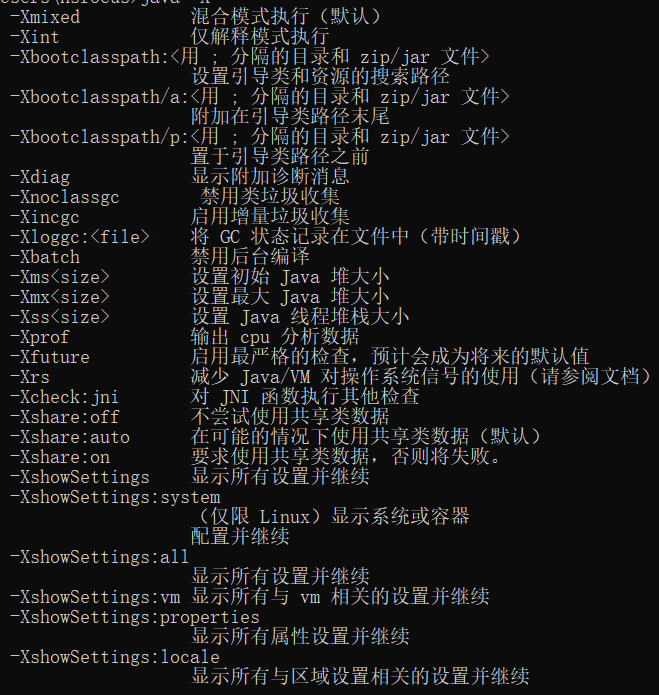 -Xmixed 混合模式执行（默认）
-Xint 仅解释模式执行
-Xbootclasspath:<用 ; 分隔的目录和 zip/jar 文件>
设置引导类和资源的搜索路径
-Xbootclasspath/a:<用 ; 分隔的目录和 zip/jar 文件>
附加在引导类路径末尾
-Xbootclasspath/p:<用 ; 分隔的目录和 zip/jar 文件>
置于引导类路径之前
-Xdiag 显示附加诊断消息
-Xnoclassgc 禁用类垃圾收集
-Xincgc 启用增量垃圾收集
-Xloggc:<file> 将 GC 状态记录在文件中（带时间戳）
-Xbatch 禁用后台编译
-Xms<size> 设置初始 Java 堆大小
-Xmx<size> 设置最大 Java 堆大小
-Xss<size> 设置 Java 线程堆栈大小
-Xprof 输出 cpu 分析数据
-Xfuture 启用最严格的检查，预计会成为将来的默认值
-Xrs 减少 Java/VM 对操作系统信号的使用（请参阅文档）
-Xcheck:jni 对 JNI 函数执行其他检查
-Xshare:off 不尝试使用共享类数据
-Xshare:auto 在可能的情况下使用共享类数据（默认）
-Xshare:on 要求使用共享类数据，否则将失败。
-XshowSettings 显示所有设置并继续
-XshowSettings:system
（仅限 Linux）显示系统或容器
配置并继续
-XshowSettings:all
显示所有设置并继续
-XshowSettings:vm 显示所有与 vm 相关的设置并继续
-XshowSettings:properties
显示所有属性设置并继续
-XshowSettings:locale
显示所有与区域设置相关的设置并继续